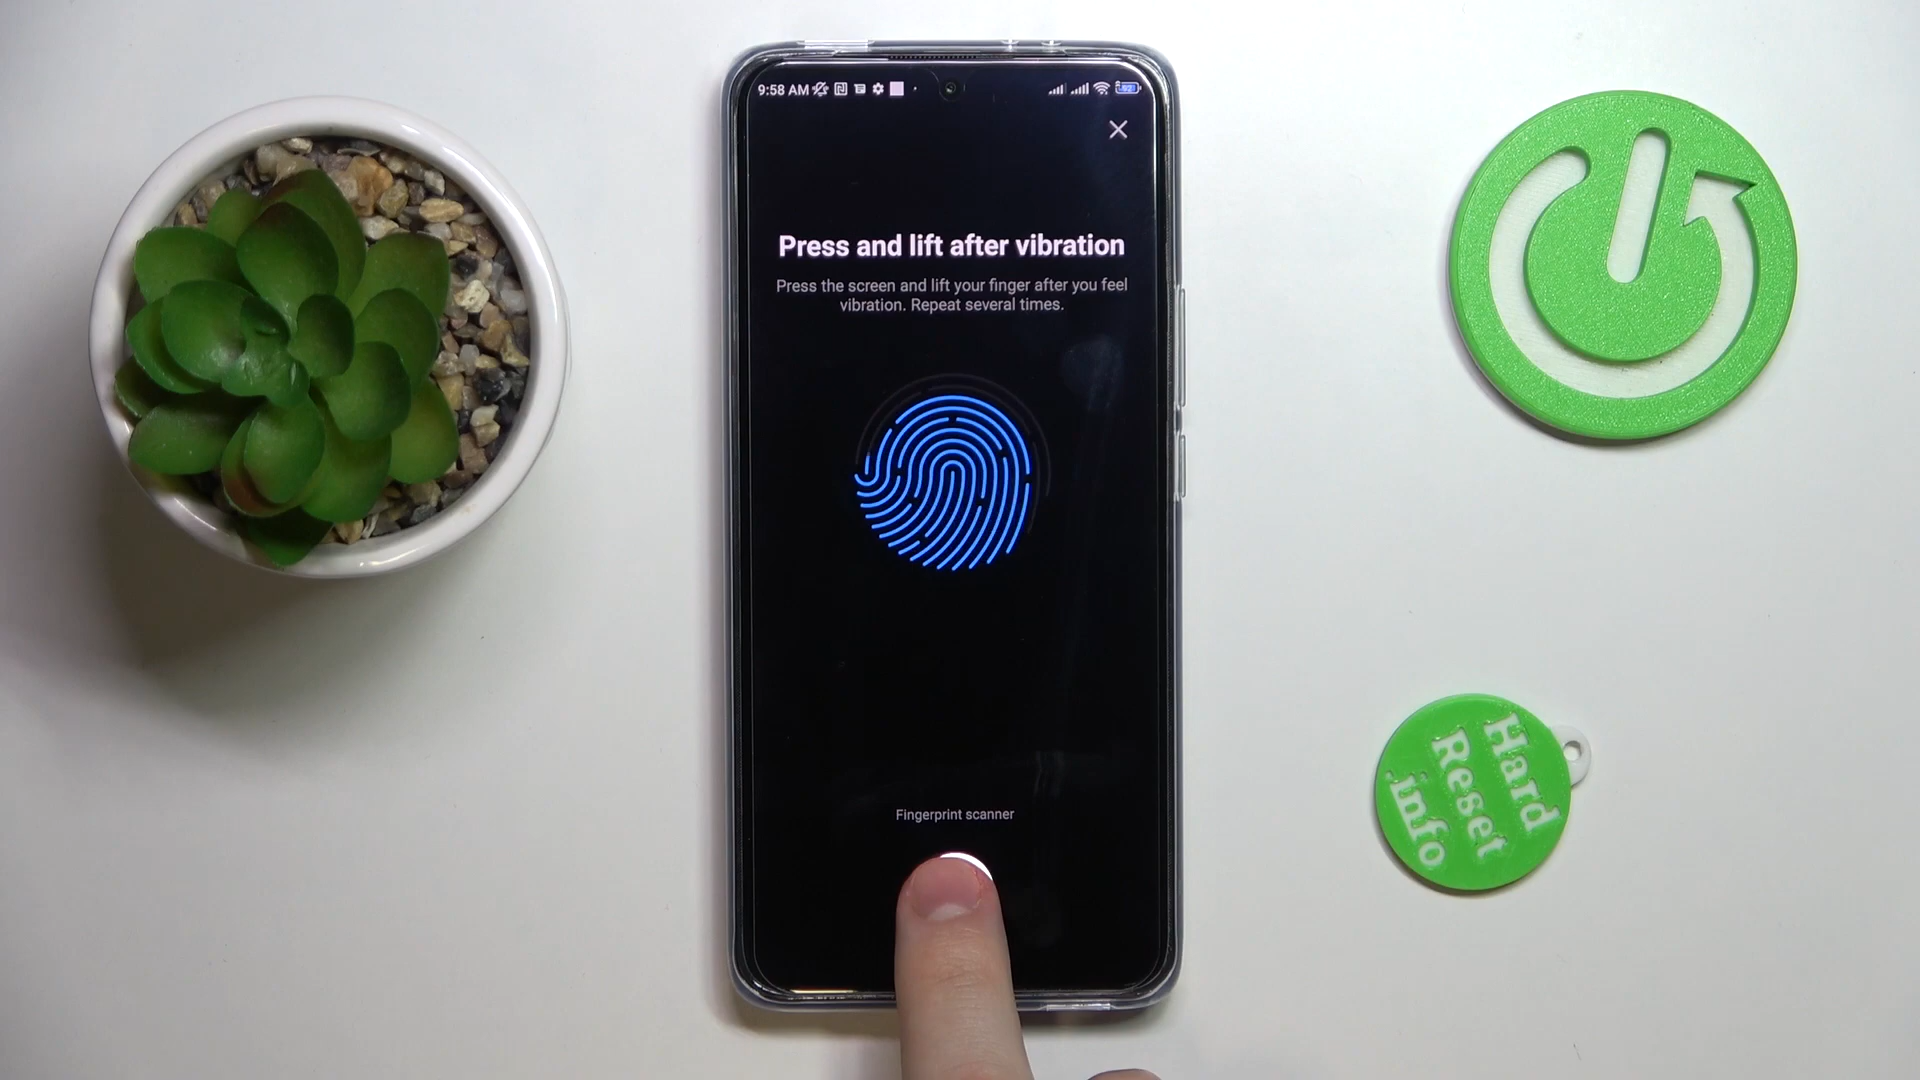 9:58 AM
Press and lift after vibration
Press the screen and lift your finger after you feel
vibration. Repeat several times.
Fingerprint scanner
Hard
Reset
info